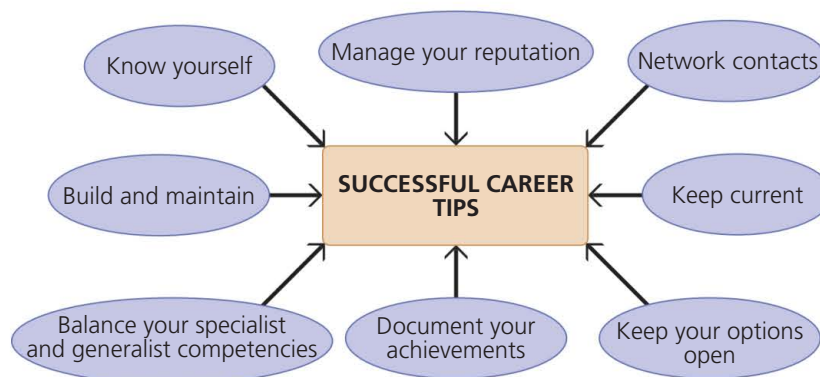 Manage your reputation
Know yourself
Network contacts
SUCCESSFUL CAREER
TIPS
Build and maintain
Keep current
Balance your specialist
and generalist competencies
Document your
achievements
Keep your options
open